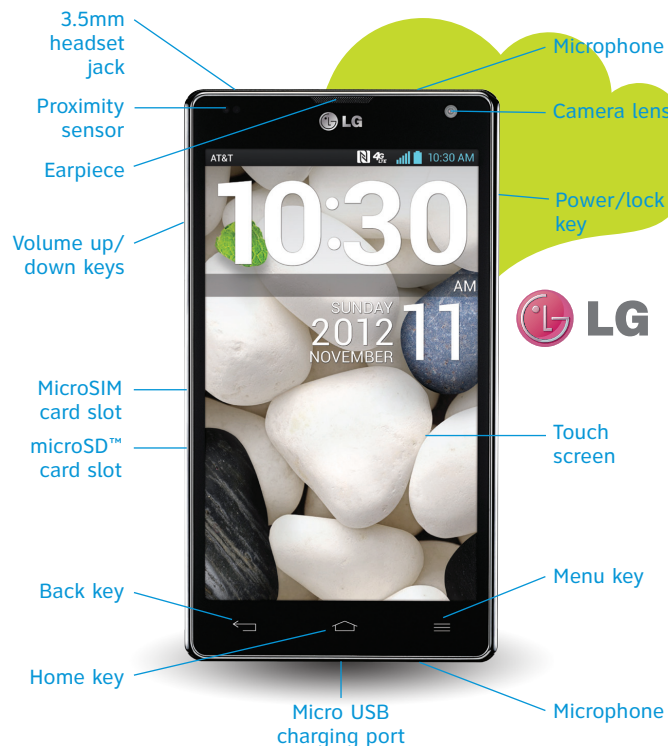 3.5mm
headset
jack
Microphone
Proximity
sensor
Camera lens
LG
Earpiece
AT&T
4G
LTE
10:30 AM
10:30
Power/lock
key
Volume up/
down keys
AM
SUNDAY
2012
NOVEMBER
11
LG
MicroSIM
card slot
microSD™
card slot
Touch
screen
Back key
Menu key
Home key
Micro USB
charging port
Microphone